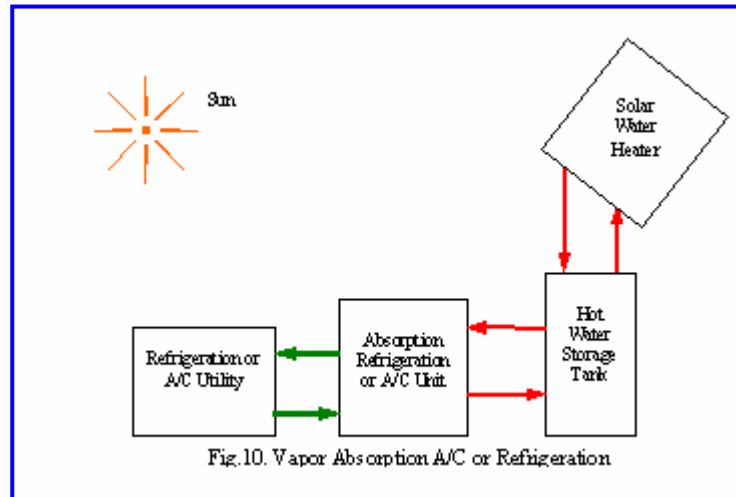 Sun
Solar
Water
Heater
Hot
Water
Storage
Tank
Absorption
Refrigeration
or A/C Unit
Refrigeration or
A/C Utility
Fig.10. Vapor Absorption A/C or Refrigeration